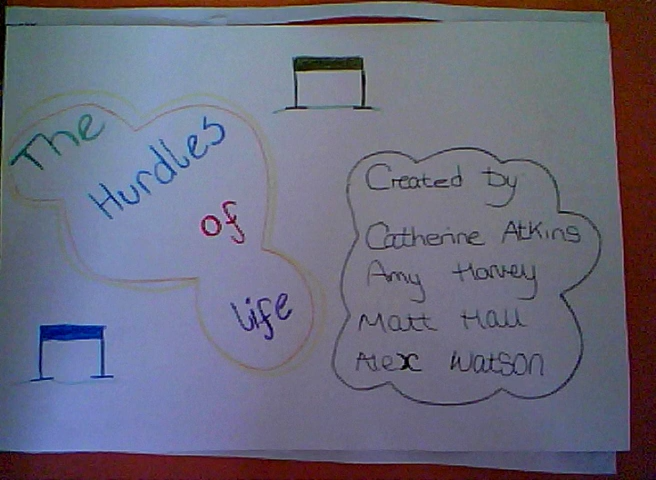 The
Hurdles
of
life
Created by
Catherine Atkins
Amy Harvey
Matt Hall
Alex Watson